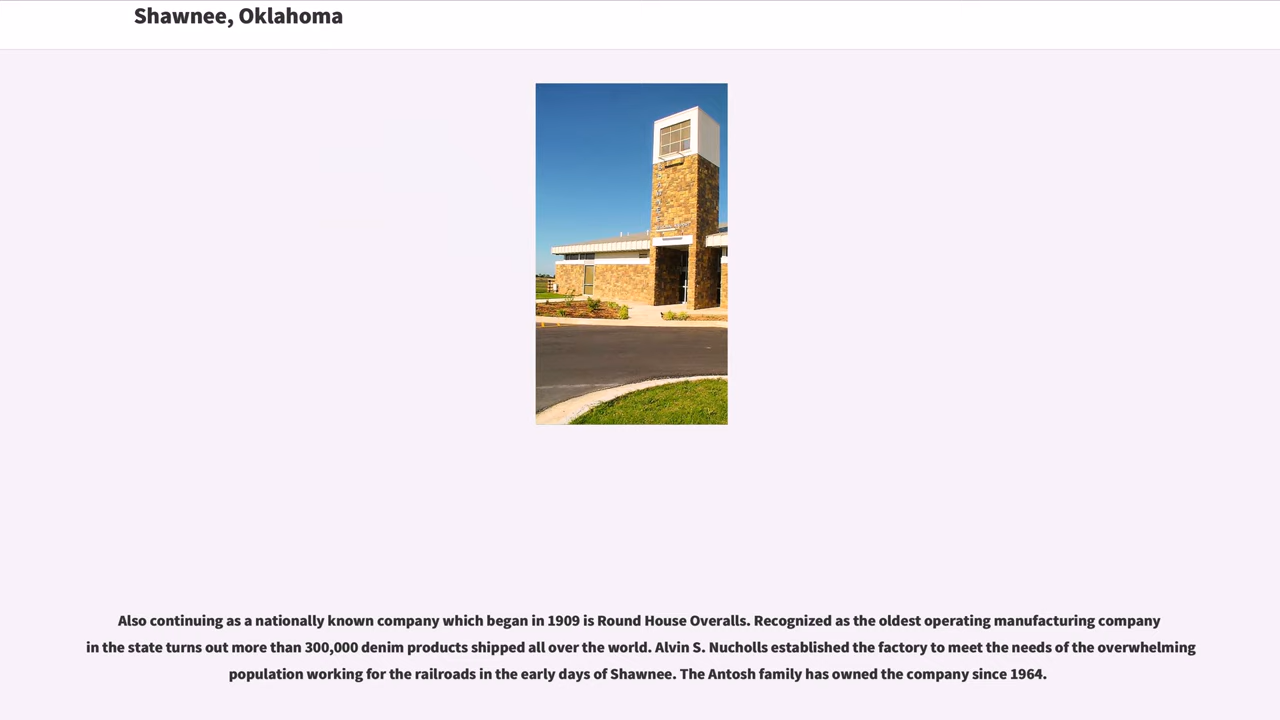 Shawnee, Oklahoma
Also continuing as a nationally known company which began in 1909 is Round House Overalls. Recognized as the oldest operating manufacturing company
in the state turns out more than 300,000 denim products shipped all over the world. Alvin S. Nucholls established the factory to meet the needs of the overwhelming
population working for the railroads in the early days of Shawnee. The Antosh family has owned the company since 1964.